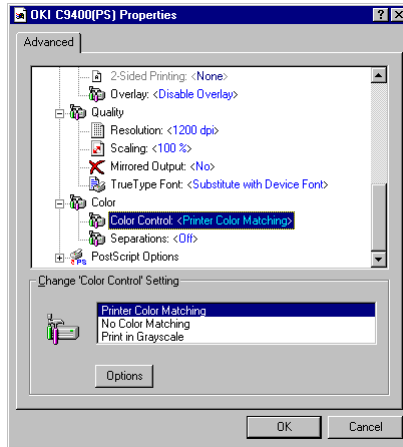 OKI C9400(PS) Properties
Advanced
2-Sided Printing: <None>
Overlay: <Disable Overlay>
Quality
Resolution: <1200 dpi>
Scaling: <100 %>
Mirrored Output: <No>
TrueType Font: <Substitute with Device Font>
Color
Color Control: <Printer Color Matching>
Separations: <Off>
PostScript Options
Change 'Color Control' Setting
Printer Color Matching
No Color Matching
Print in Grayscale
Options
OK Cancel